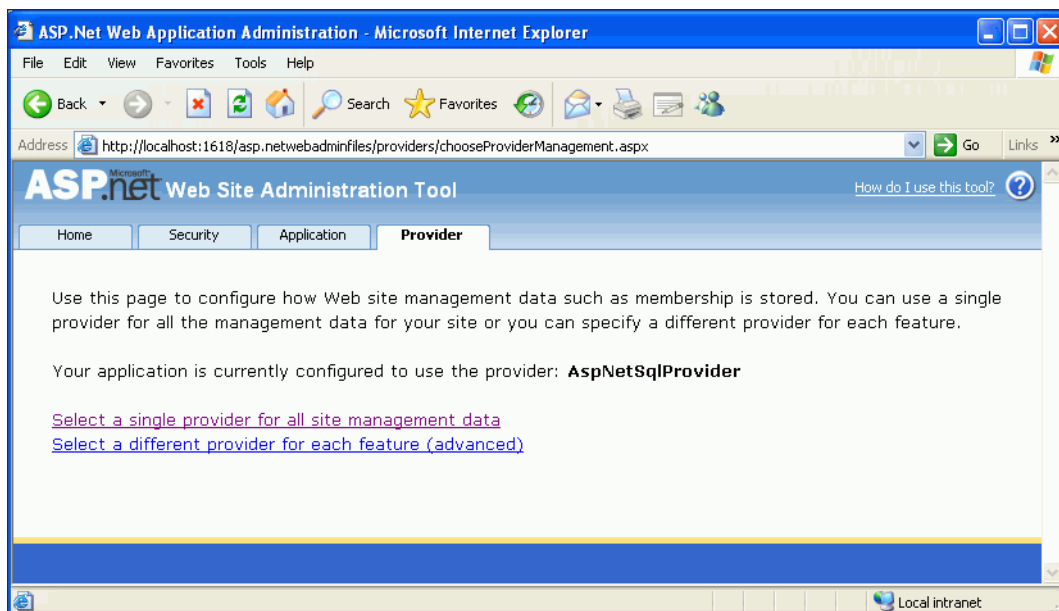 ASP.Net Web Application Administration - Microsoft Internet Explorer
File Edit View Favorites Tools Help
Back Search Favorites
Address http://localhost:1618/asp.netwebadminfiles/providers/chooseProviderManagement.aspx Go Links »
Microsoft
ASP.net Web Site Administration Tool How do I use this tool? ?
Home Security Application Provider
Use this page to configure how Web site management data such as membership is stored. You can use a single
provider for all the management data for your site or you can specify a different provider for each feature.
Your application is currently configured to use the provider: AspNetSqlProvider
Select a single provider for all site management data
Select a different provider for each feature (advanced)
Local intranet